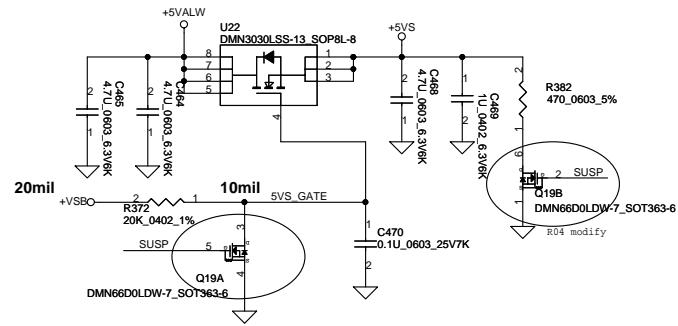 +5VALW
U22
DMN3030LSS-13_SOP8L-8
+5VS
8
7
6
5
1
2
3
4
2
1
C465
4.7U_0603_6.3V6K
2
1
C464
4.7U_0603_6.3V6K
2
1
C468
4.7U_0603_6.3V6K
1
2
C469
1U_0402_6.3V6K
2
1
R382
470_0603_5%
6
2
SUSP
1
Q19B
DMN66D0LDW-7_SOT363-6
R04 modify
20mil
10mil
+VSB
2
1
5VS_GATE
R372
20K_0402_1%
SUSP
5
3
4
Q19A
DMN66D0LDW-7_SOT363-6
1
2
C470
0.1U_0603_25V7K